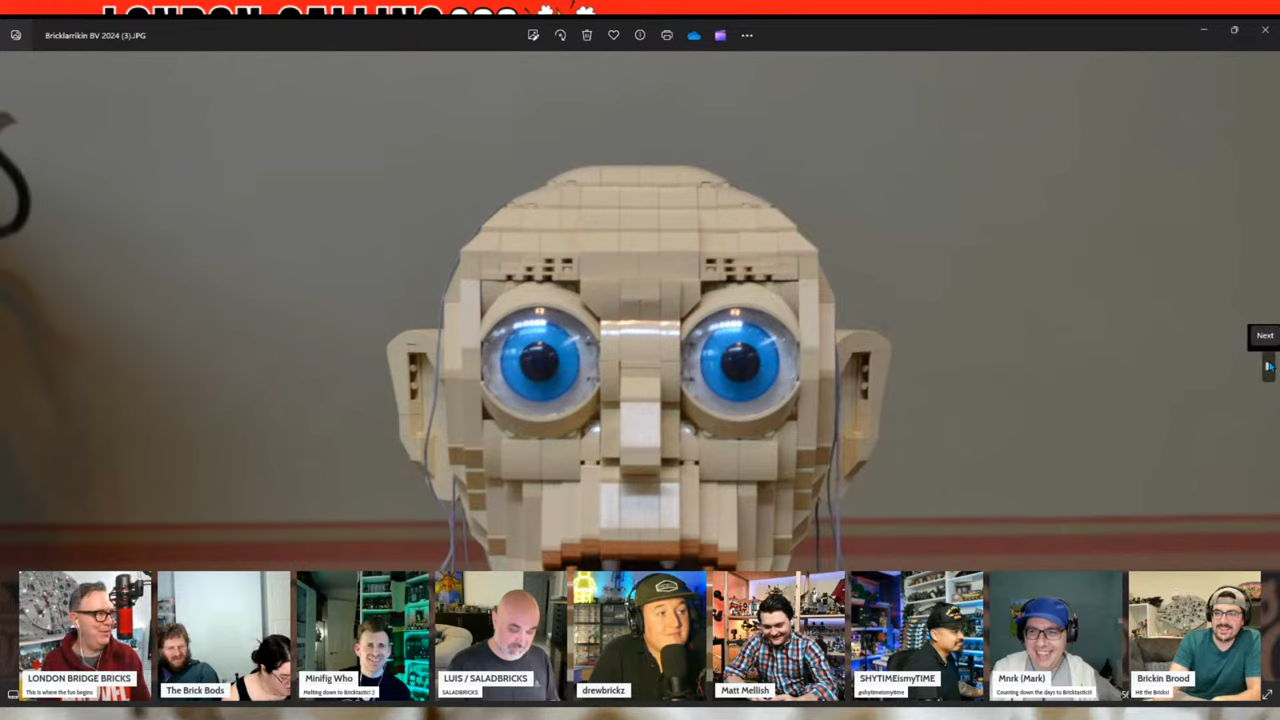 LONDON CALLING
Bricklarrikin BV 2024 (3).JPG
Next
LONDON BRIDGE BRICKS
This is where the fun begins
The Brick Bods
Minifig Who
Melting down to Bricktastic! :)
LUIS / SALADBRICKS
SALADBRICKS
drewbrickz
Matt Mellish
SHYTIMEismyTIME
@shytimeismytime
Mnrk (Mark)
Counting down the days to Bricktastic!!!
Brickin Brood
Hit the Bricks!